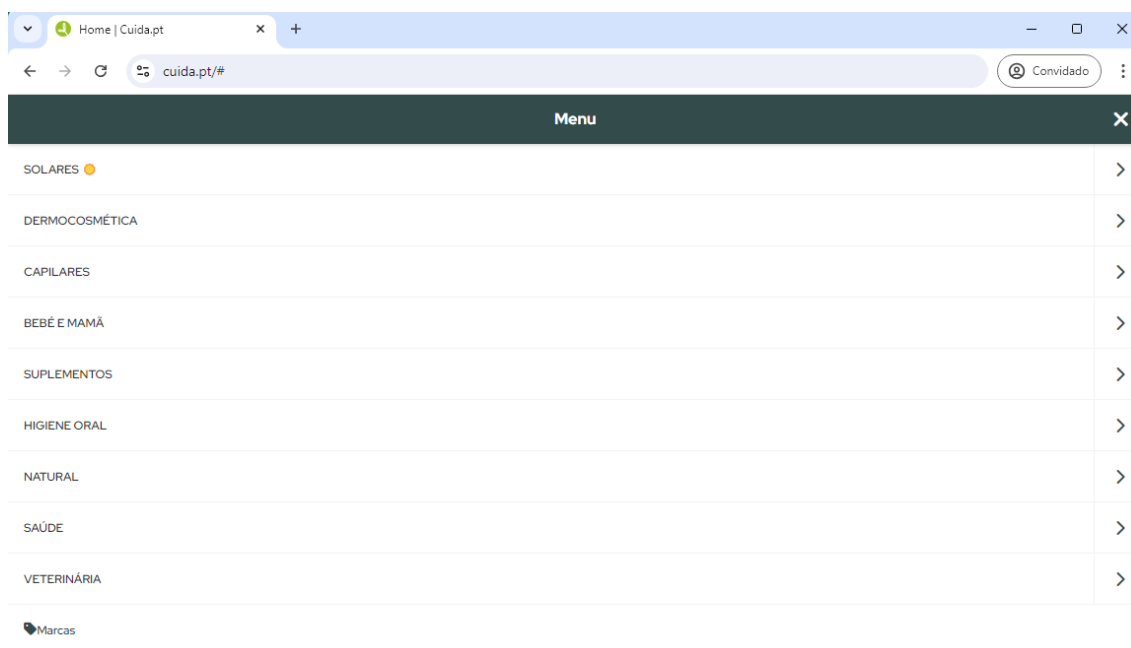 Home | Cuida.pt
cuida.pt/#
Convidado
Menu
SOLARES
DERMOCOSMÉTICA
CAPILARES
BEBÉ E MAMÃ
SUPLEMENTOS
HIGIENE ORAL
NATURAL
SAÚDE
VETERINÁRIA
Marcas